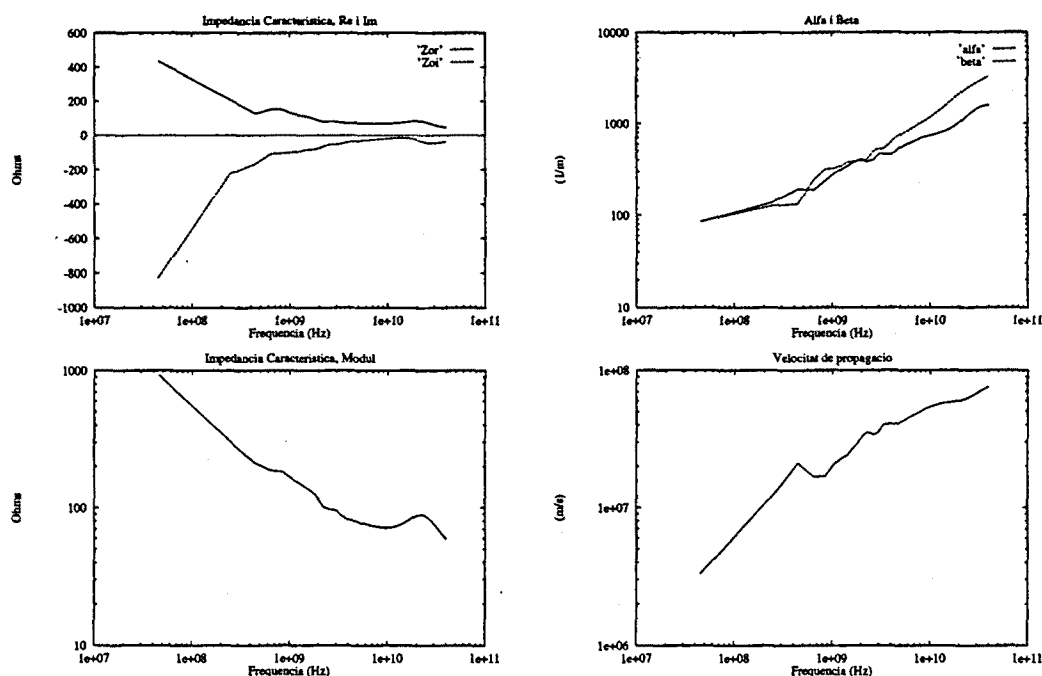 Impedancia Caracteristica, Re i Im
600
400
200
0
-200
-400
-600
-800
-1000
Ohms
"Zor"
"Zoi"
1e+07 1e+08 1e+09 1e+10 1e+11
Frequencia (Hz)
Alfa i Beta
10000
1000
100
10
(1/m)
"alfa"
"beta"
1e+07 1e+08 1e+09 1e+10 1e+11
Frequencia (Hz)
Impedancia Caracteristica, Modul
1000
100
10
Ohms
1e+07 1e+08 1e+09 1e+10 1e+11
Frequencia (Hz)
Velocitat de propagacio
1e+08
1e+07
1e+06
(m/s)
1e+07 1e+08 1e+09 1e+10 1e+11
Frequencia (Hz)